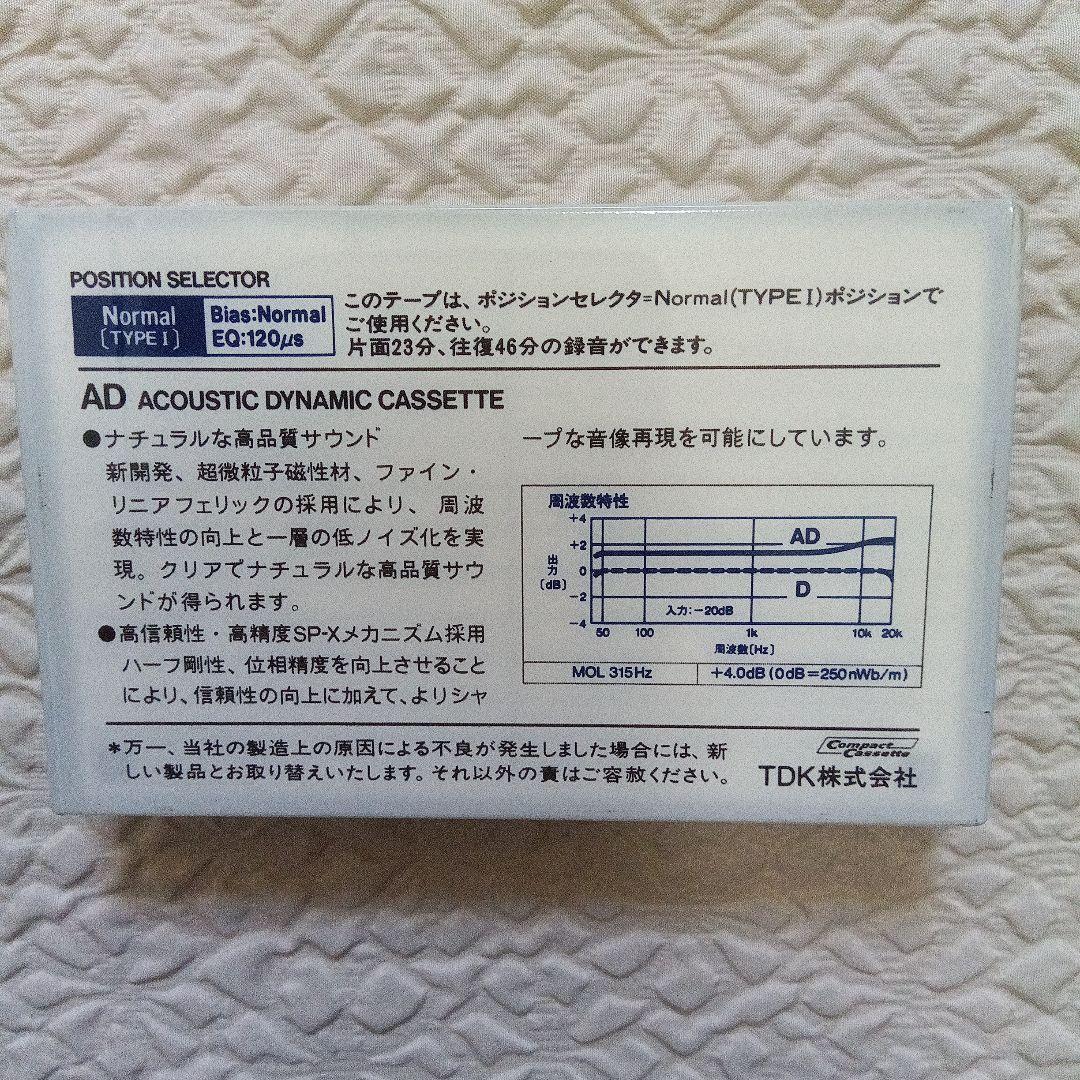 POSITION SELECTOR
Normal
[TYPE I]
Bias:Normal
EQ:120μs
このテープは、ポジションセレクタ=Normal(TYPE I)ポジションで
ご使用ください。
片面23分、往復46分の録音ができます。
AD ACOUSTIC DYNAMIC CASSETTE
●ナチュラルな高品質サウンド
新開発、超微粒子磁性材、ファイン・
リニアフェリックの採用により、周波
数特性の向上と一層の低ノイズ化を実
現。クリアでナチュラルな高品質サウ
ンドが得られます。
●高信頼性・高精度SP-Xメカニズム採用
ハーフ剛性、位相精度を向上させること
により、信頼性の向上に加えて、よりシャ
ープな音像再現を可能にしています。
周波数特性
+4
+2
0
-2
-4
出力
[dB]
AD
D
入力:-20dB
50 100 1k 10k 20k
周波数[Hz]
MOL 315Hz +4.0dB (0dB=250nWb/m)
*万一、当社の製造上の原因による不良が発生しました場合には、新
しい製品とお取り替えいたします。それ以外の責はご容赦ください。
Compact
Cassette
TDK株式会社